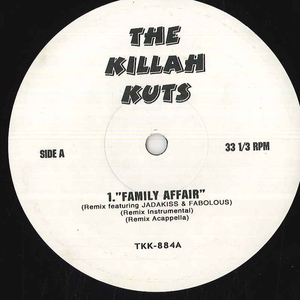 THE
KILLAH
KUTS
SIDE A
33 1/3 RPM
1."FAMILY AFFAIR"
(Remix featuring JADAKISS & FABOLOUS)
(Remix Instrumental)
(Remix Acappella)
TKK-884A